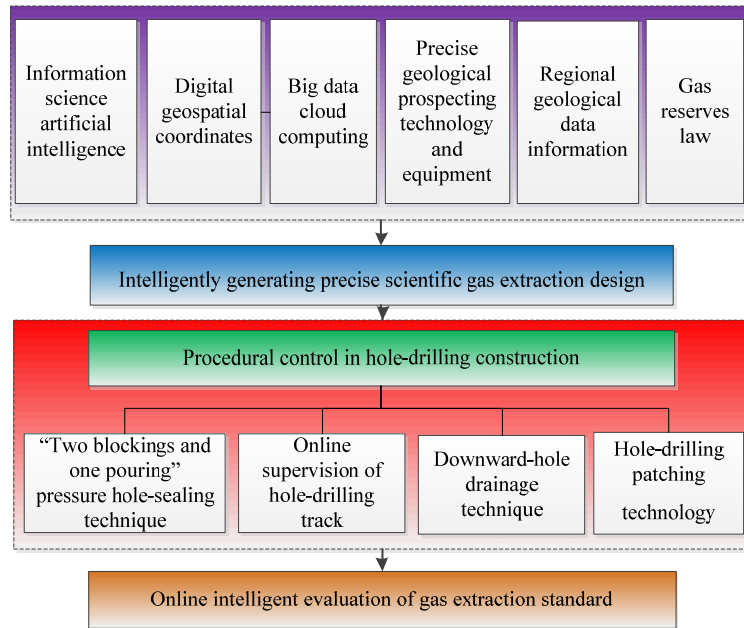 Information
science
artificial
intelligence
Digital
geospatial
coordinates
Big data
cloud
computing
Precise
geological
prospecting
technology
and
equipment
Regional
geological
data
information
Gas
reserves
law
Intelligently generating precise scientific gas extraction design
Procedural control in hole-drilling construction
“Two blockings and
one pouring”
pressure hole-sealing
technique
Online
supervision of
hole-drilling
track
Downward-hole
drainage
technique
Hole-drilling
patching
technology
Online intelligent evaluation of gas extraction standard